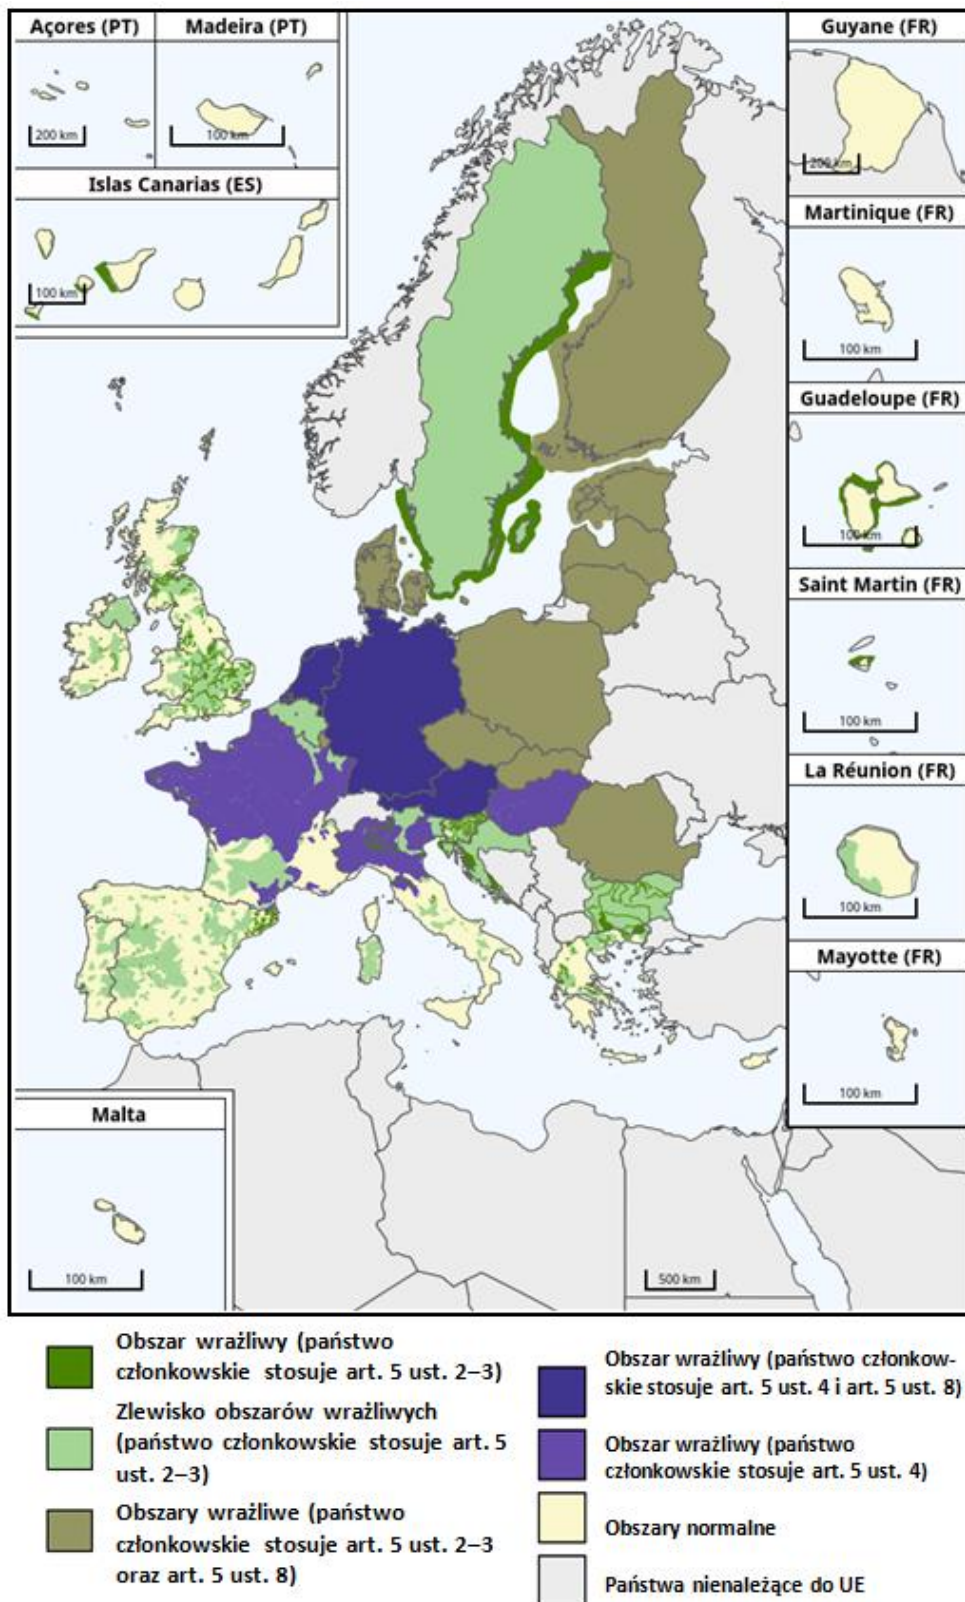 Açores (PT)
Madeira (PT)
200 km
100 km
Islas Canarias (ES)
100 km
Guyane (FR)
200 km
Martinique (FR)
100 km
Guadeloupe (FR)
100 km
Saint Martin (FR)
100 km
La Réunion (FR)
100 km
Mayotte (FR)
100 km
Malta
100 km
500 km
Obszar wrażliwy (państwo
członkowskie stosuje art. 5 ust. 2–3)
Zlewisko obszarów wrażliwych
(państwo członkowskie stosuje art. 5
ust. 2–3)
Obszary wrażliwe (państwo
członkowskie stosuje art. 5 ust. 2–3
oraz art. 5 ust. 8)
Obszar wrażliwy (państwo członkow-
skie stosuje art. 5 ust. 4 i art. 5 ust. 8)
Obszar wrażliwy (państwo
członkowskie stosuje art. 5 ust. 4)
Obszary normalne
Państwa nienależące do UE